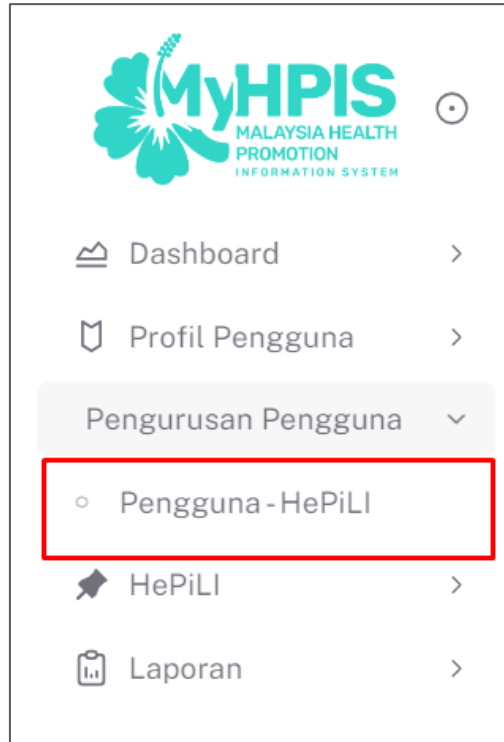 MyHPIS
MALAYSIA HEALTH
PROMOTION
INFORMATION SYSTEM
Dashboard
Profil Pengguna
Pengurusan Pengguna
Pengguna - HePiLI
HePiLI
Laporan